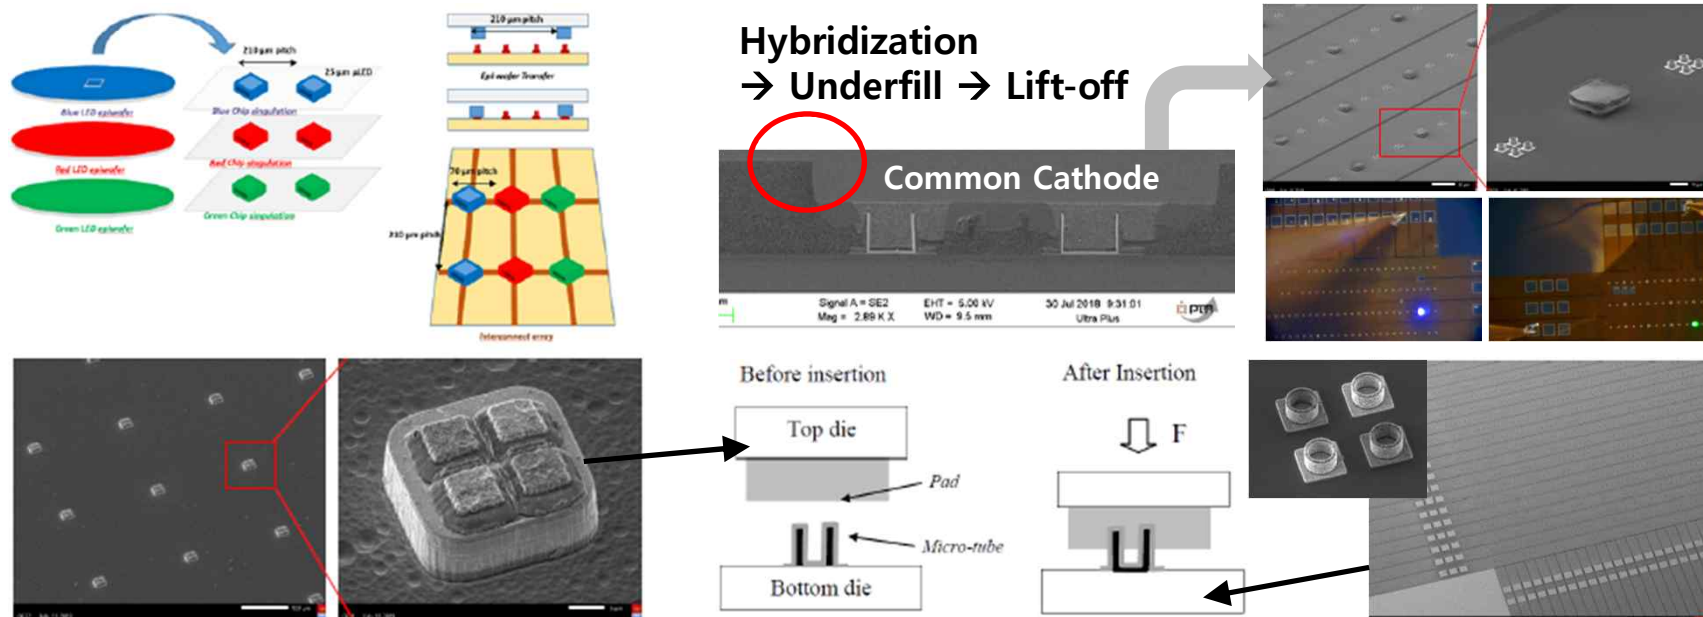 210 µm pitch
25µm µLED
Blue LED epiwafer
Blue Chip singulation
Red LED epiwafer
Red Chip singulation
Green LED epiwafer
Green Chip singulation
210 µm pitch
Epi wafer Transfer
70 µm pitch
210 µm pitch
Interconnect array
Hybridization
→ Underfill → Lift-off
Common Cathode
Signal A = SE2
Mag = 2.89 K X
EHT = 5.00 kV
WD = 9.5 mm
30 Jul 2018 9:31:01
Ultra Plus
Before insertion
Top die
Pad
Micro-tube
Bottom die
After Insertion
F